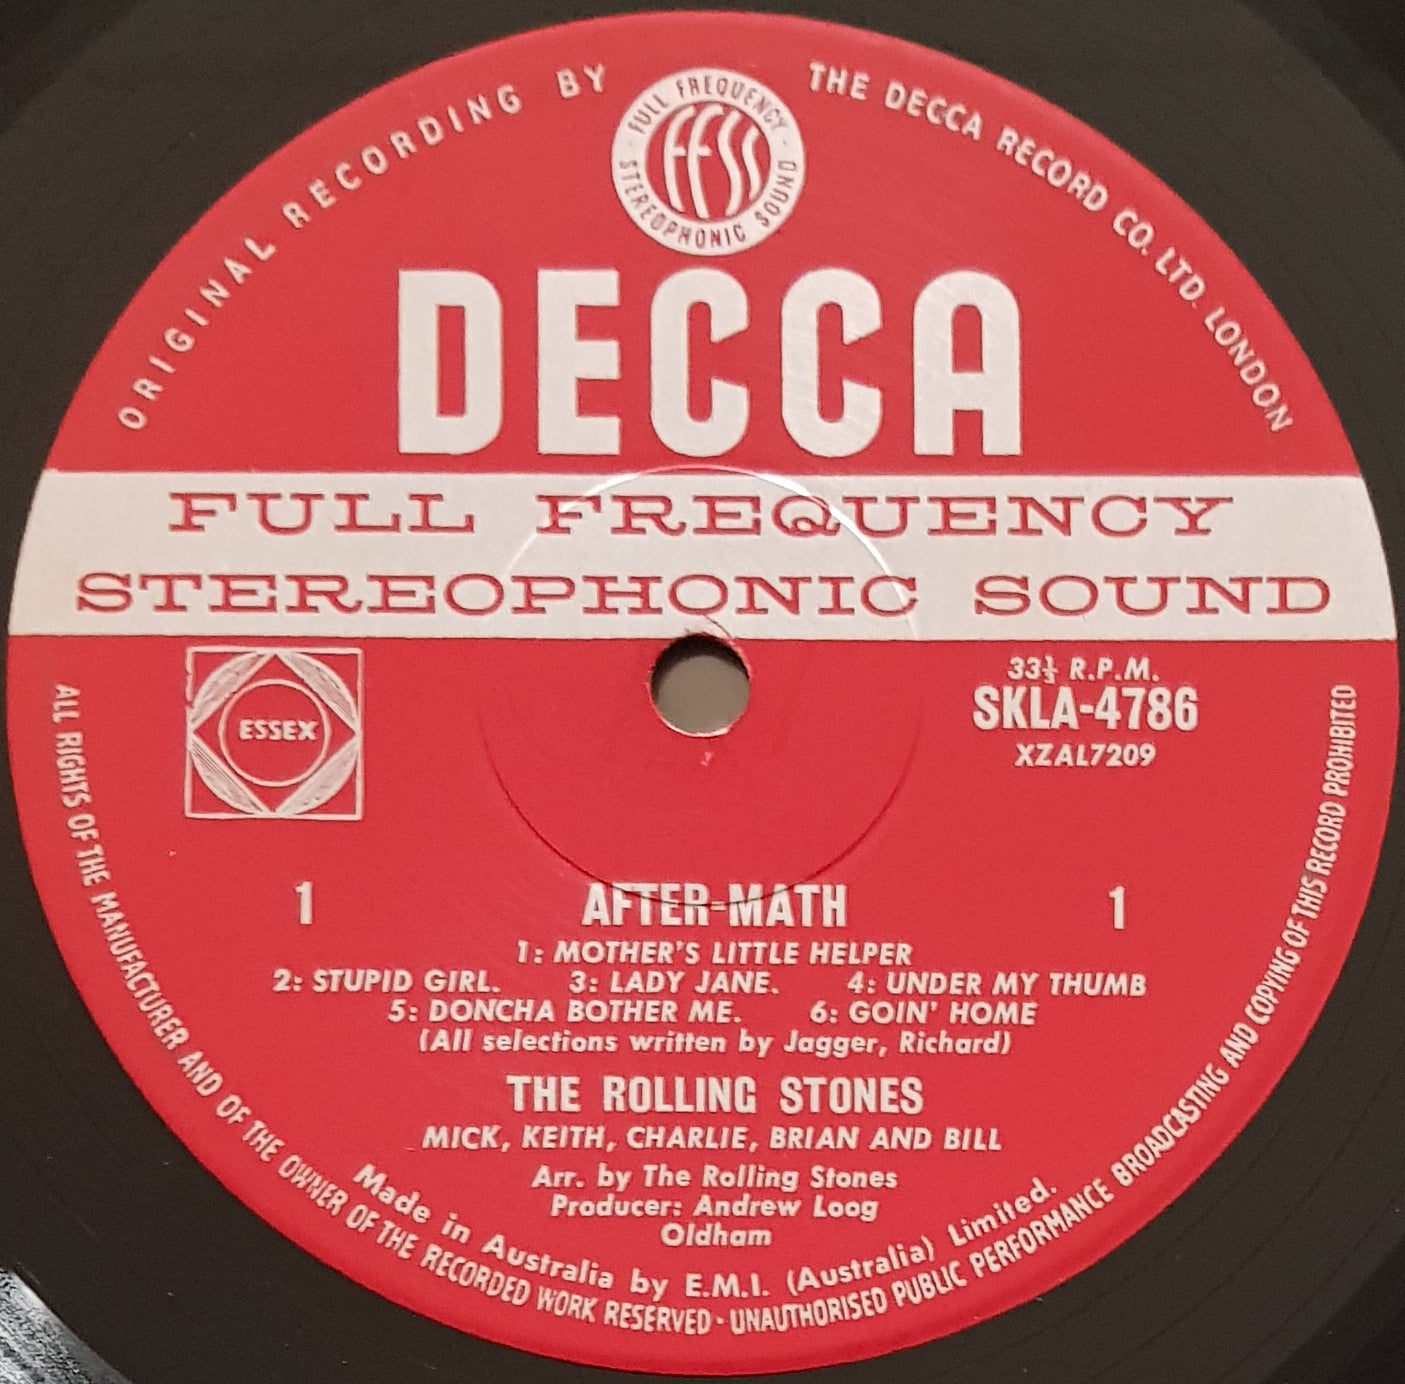 ORIGINAL RECORDING BY THE DECCA RECORD CO. LTD. LONDON
FULL FREQUENCY
FFSS
STEREOPHONIC SOUND
DECCA
FULL FREQUENCY
STEREOPHONIC SOUND
ESSEX
33⅓ R.P.M.
SKLA-4786
XZAL7209
1 AFTER-MATH 1
1: MOTHER'S LITTLE HELPER
2: STUPID GIRL. 3: LADY JANE. 4: UNDER MY THUMB
5: DONCHA BOTHER ME. 6: GOIN' HOME
(All selections written by Jagger, Richard)
THE ROLLING STONES
MICK, KEITH, CHARLIE, BRIAN AND BILL
Arr. by The Rolling Stones
Producer: Andrew Loog
Oldham
Made in Australia by E.M.I. (Australia) Limited.
ALL RIGHTS OF THE MANUFACTURER AND OF THE OWNER OF THE RECORDED WORK RESERVED · UNAUTHORISED PUBLIC PERFORMANCE BROADCASTING AND COPYING OF THIS RECORD PROHIBITED